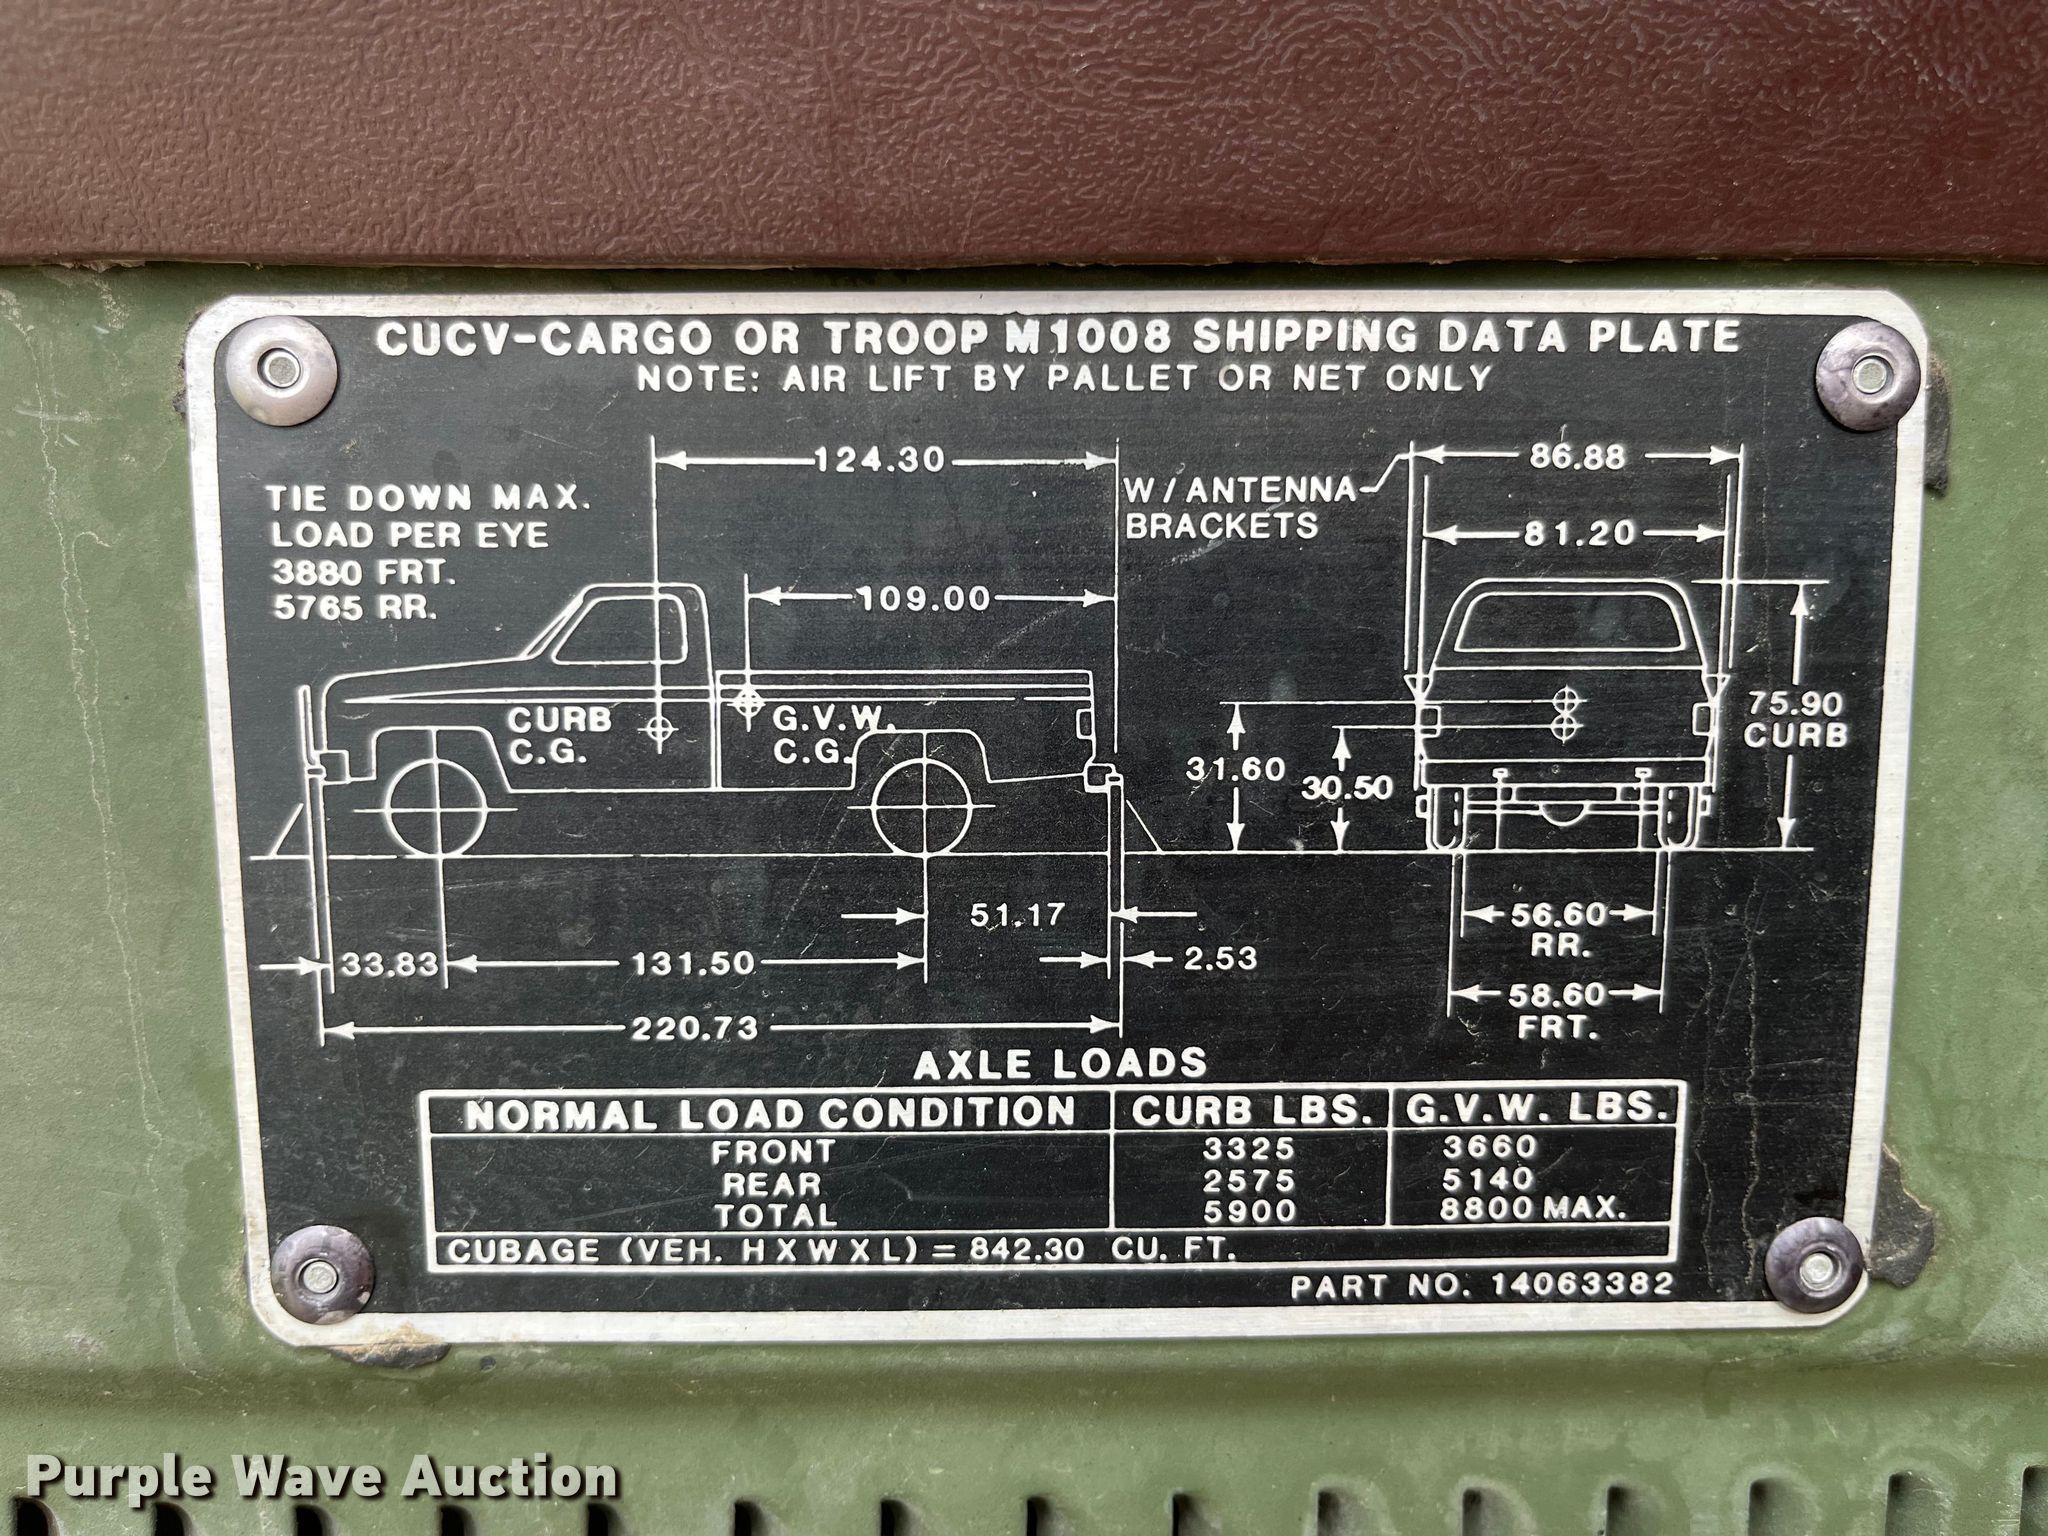 CUCV-CARGO OR TROOP M1008 SHIPPING DATA PLATE
NOTE: AIR LIFT BY PALLET OR NET ONLY
TIE DOWN MAX.
LOAD PER EYE
3880 FRT.
5765 RR.
124.30
109.00
CURB
C.G.
G.V.W.
C.G.
W/ANTENNA
BRACKETS
86.88
81.20
75.90
CURB
31.60
30.50
51.17
2.53
33.83
131.50
220.73
56.60
RR.
58.60
FRT.
AXLE LOADS
NORMAL LOAD CONDITION CURB LBS. G.V.W. LBS.
FRONT 3325 3660
REAR 2575 5140
TOTAL 5900 8800 MAX.
CUBAGE (VEH. H X W X L) = 842.30 CU. FT.
PART NO. 14063382
Purple Wave Auction